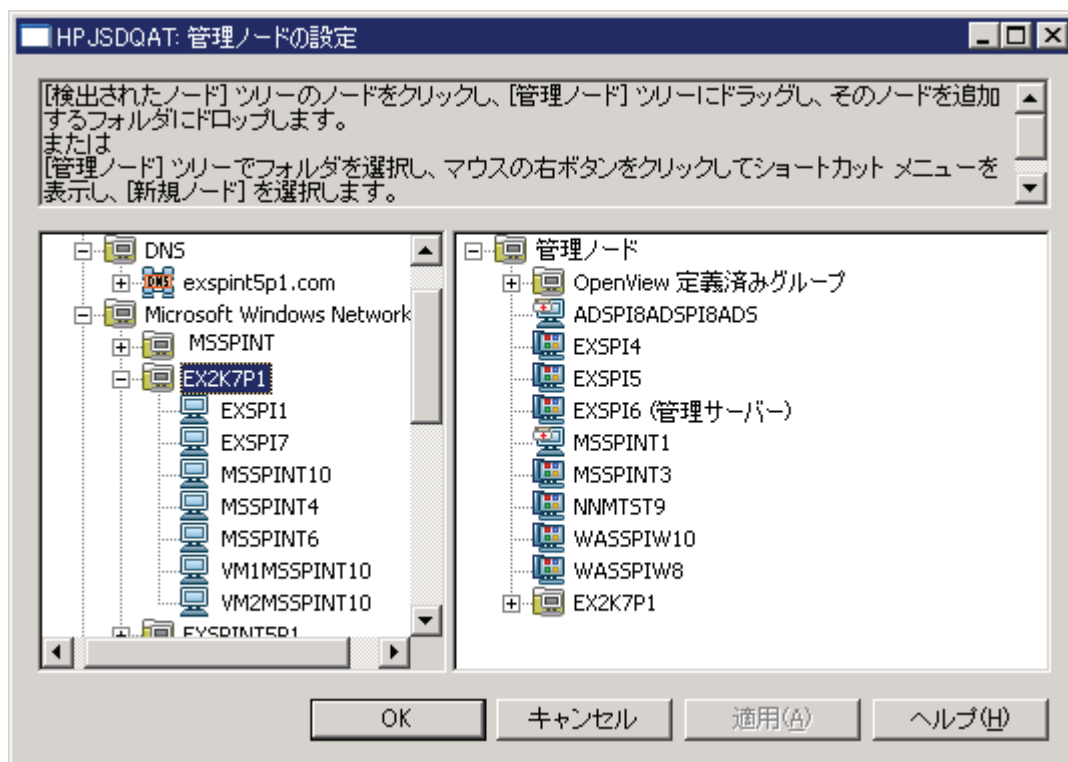 HPJSDQAT: 管理ノードの設定
[検出されたノード] ツリーのノードをクリックし、[管理ノード] ツリーにドラッグし、そのノードを追加
するフォルダにドロップします。
または
[管理ノード] ツリーでフォルダを選択し、マウスの右ボタンをクリックしてショートカット メニューを
表示し、[新規ノード] を選択します。
DNS
DNS exspint5p1.com
Microsoft Windows Network
MSSPINT
EX2K7P1
EXSPI1
EXSPI7
MSSPINT10
MSSPINT4
MSSPINT6
VM1MSSPINT10
VM2MSSPINT10
EXSPINT5P1
管理ノード
OpenView 定義済みグループ
ADSPI8ADSPI8ADS
EXSPI4
EXSPI5
EXSPI6 (管理サーバー)
MSSPINT1
MSSPINT3
NNMTST9
WASSPIW10
WASSPIW8
EX2K7P1
OK
キャンセル
適用(A)
ヘルプ(H)